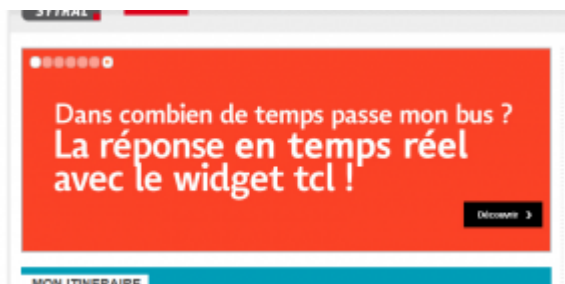 SYTRAL
Dans combien de temps passe mon bus ?
La réponse en temps réel
avec le widget tcl !
Découvrir
MON ITINERAIRE